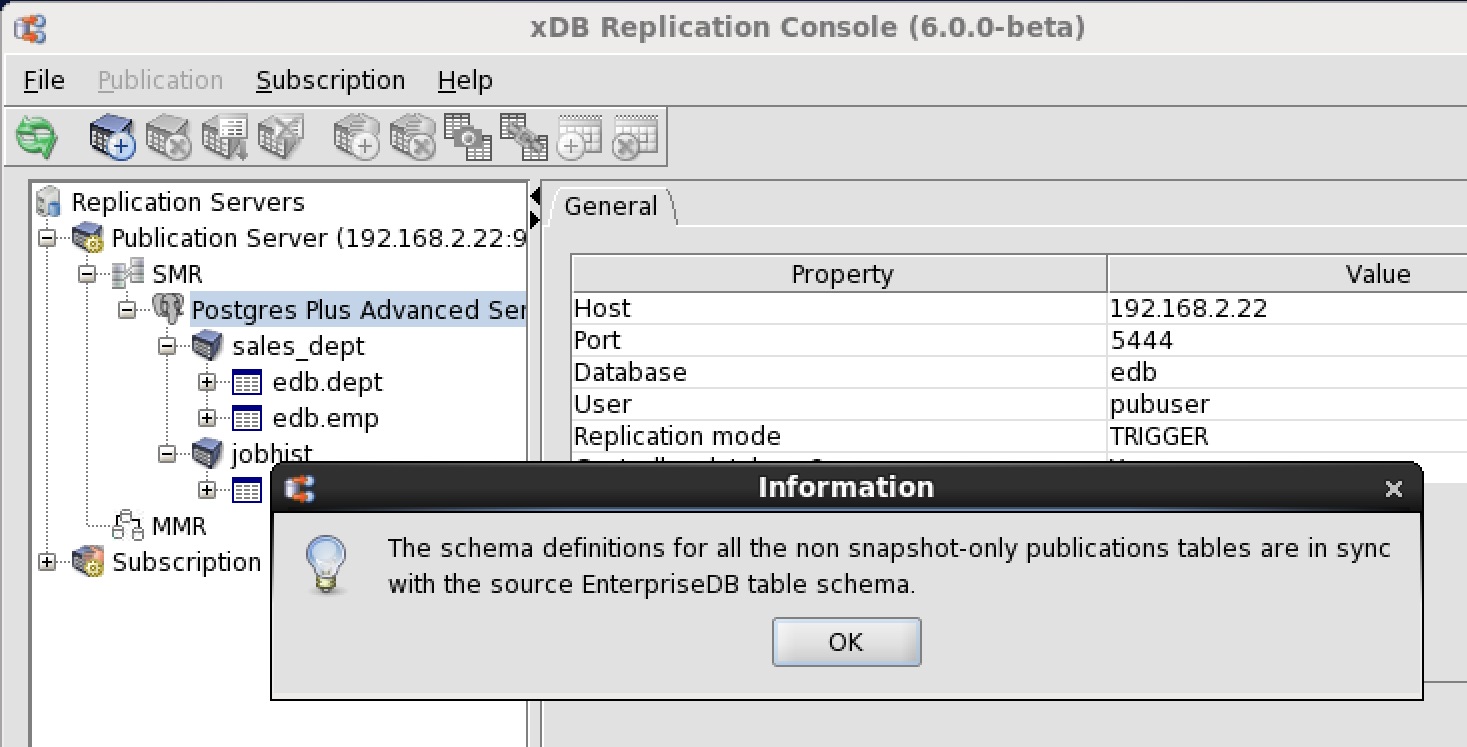 xDB Replication Console (6.0.0-beta)
File Publication Subscription Help
Replication Servers
Publication Server (192.168.2.22:9
SMR
Postgres Plus Advanced Ser
sales_dept
edb.dept
edb.emp
jobhist
MMR
Subscription
General
Property Value
Host 192.168.2.22
Port 5444
Database edb
User pubuser
Replication mode TRIGGER
Information
The schema definitions for all the non snapshot-only publications tables are in sync
with the source EnterpriseDB table schema.
OK